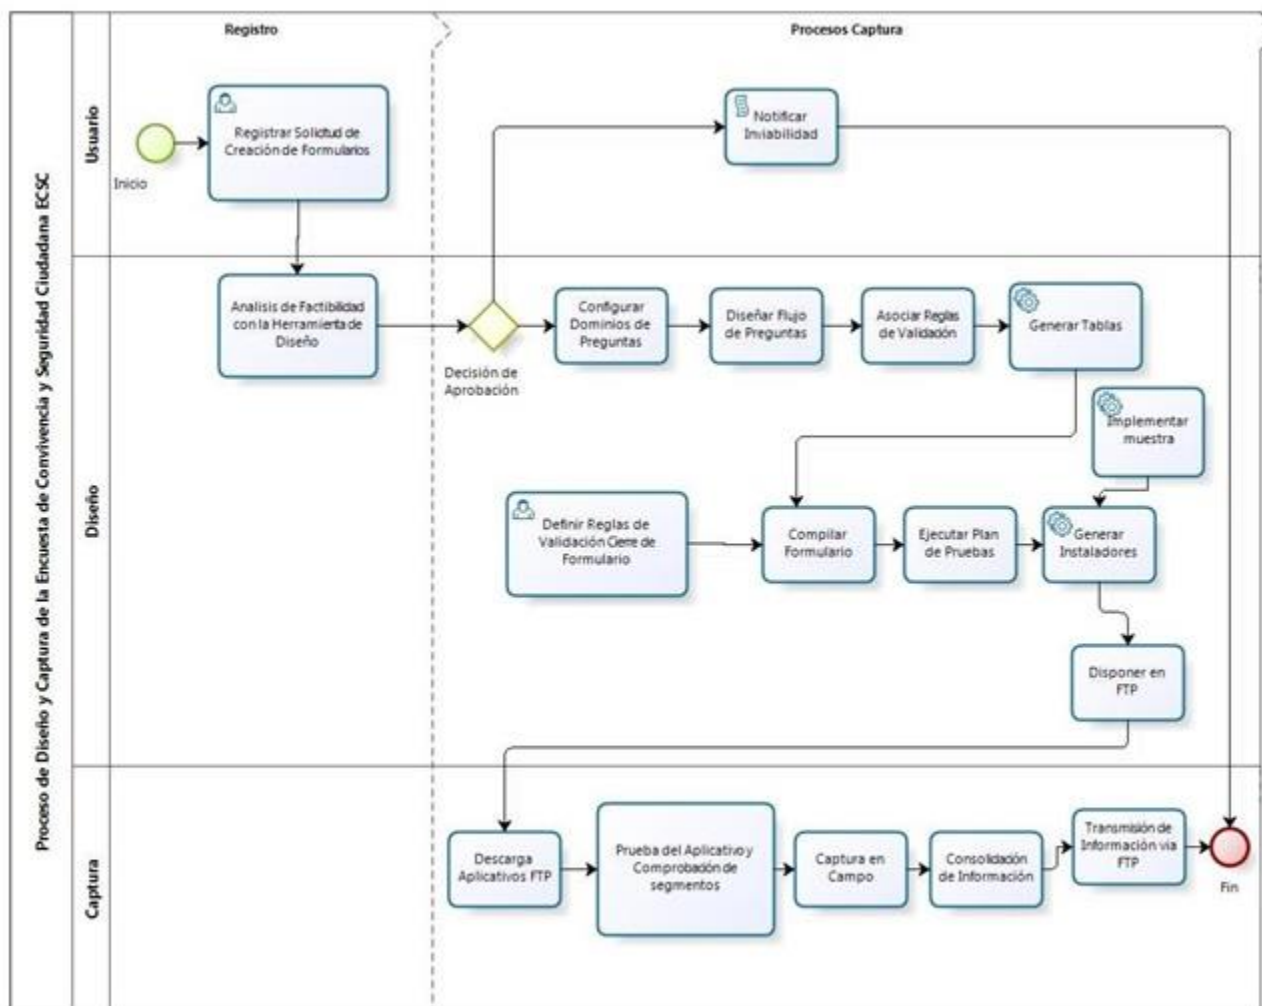 Proceso de Diseño y Captura de la Encuesta de Convivencia y Seguridad Ciudadana ECSC
Registro
Procesos Captura
Usuario
Inicio
Registrar Solicitud de
Creación de Formularios
Notificar
Inviabilidad
Diseño
Analisis de Factibilidad
con la Herramienta de
Diseño
Decisión de
Aprobación
Configurar
Dominios de
Preguntas
Diseñar Flujo
de Preguntas
Asociar Reglas
de Validación
Generar Tablas
Implementar
muestra
Definir Reglas de
Validación Cierre de
Formulario
Compilar
Formulario
Ejecutar Plan
de Pruebas
Generar
Instaladores
Disponer en
FTP
Captura
Descarga
Aplicativos FTP
Prueba del Aplicativo y
Comprobación de
segmentos
Captura en
Campo
Consolidación
de Información
Transmisión de
Información via
FTP
Fin